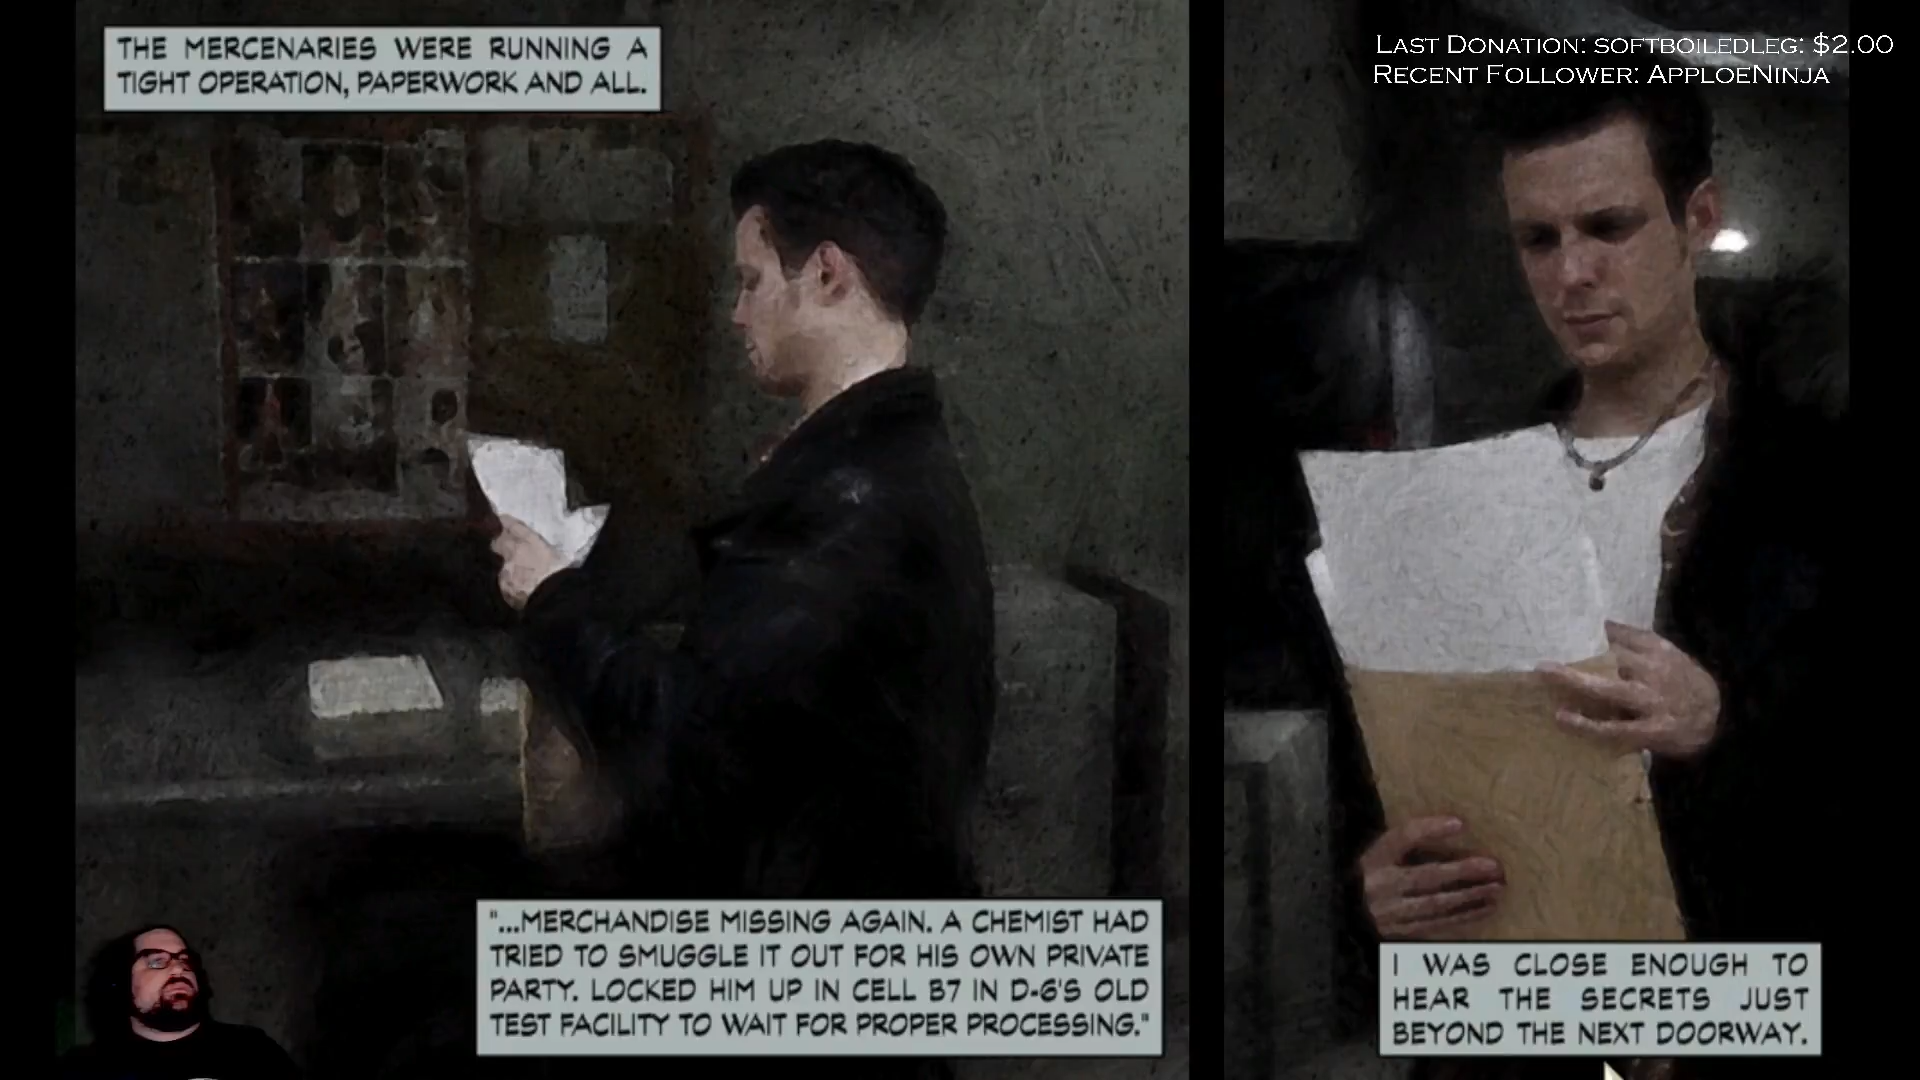 THE MERCENARIES WERE RUNNING A
TIGHT OPERATION, PAPERWORK AND ALL.
LAST DONATION: SOFTBOILEDLEG: $2.00
RECENT FOLLOWER: APPLOENINJA
"...MERCHANDISE MISSING AGAIN. A CHEMIST HAD
TRIED TO SMUGGLE IT OUT FOR HIS OWN PRIVATE
PARTY. LOCKED HIM UP IN CELL B7 IN D-6'S OLD
TEST FACILITY TO WAIT FOR PROPER PROCESSING."
I WAS CLOSE ENOUGH TO
HEAR THE SECRETS JUST
BEYOND THE NEXT DOORWAY.